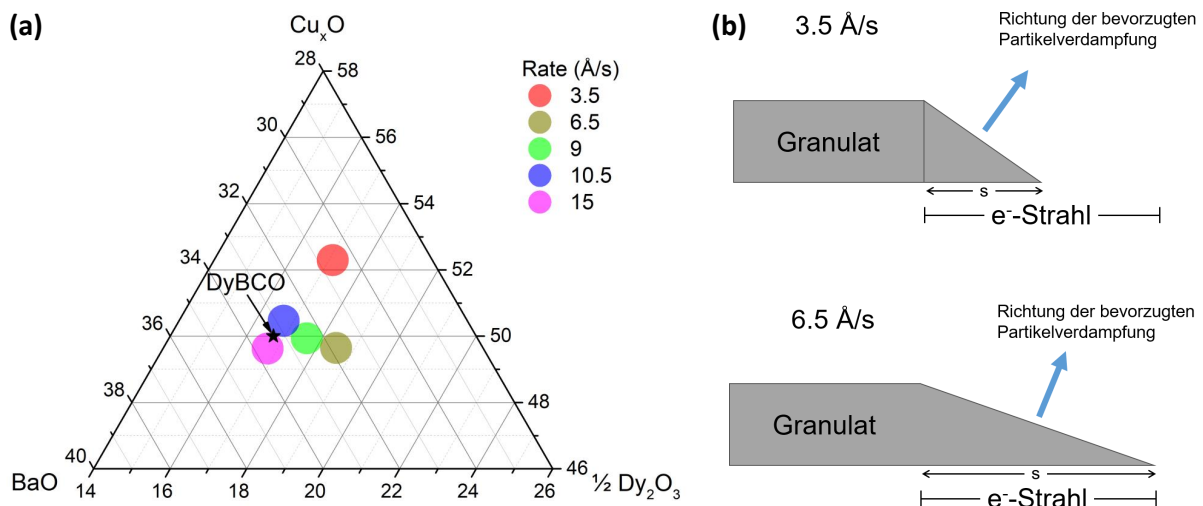 (a)
Cu_xO
28
58
30
56
32
54
34
52
36
50
38
48
40
46
BaO
½ Dy₂O₃
14
16
18
20
22
24
26
DyBCO
Rate (Å/s)
3.5
6.5
9
10.5
15
(b)
3.5 Å/s
Richtung der bevorzugten
Partikelverdampfung
Granulat
s
e⁻-Strahl
6.5 Å/s
Richtung der bevorzugten
Partikelverdampfung
Granulat
s
e⁻-Strahl